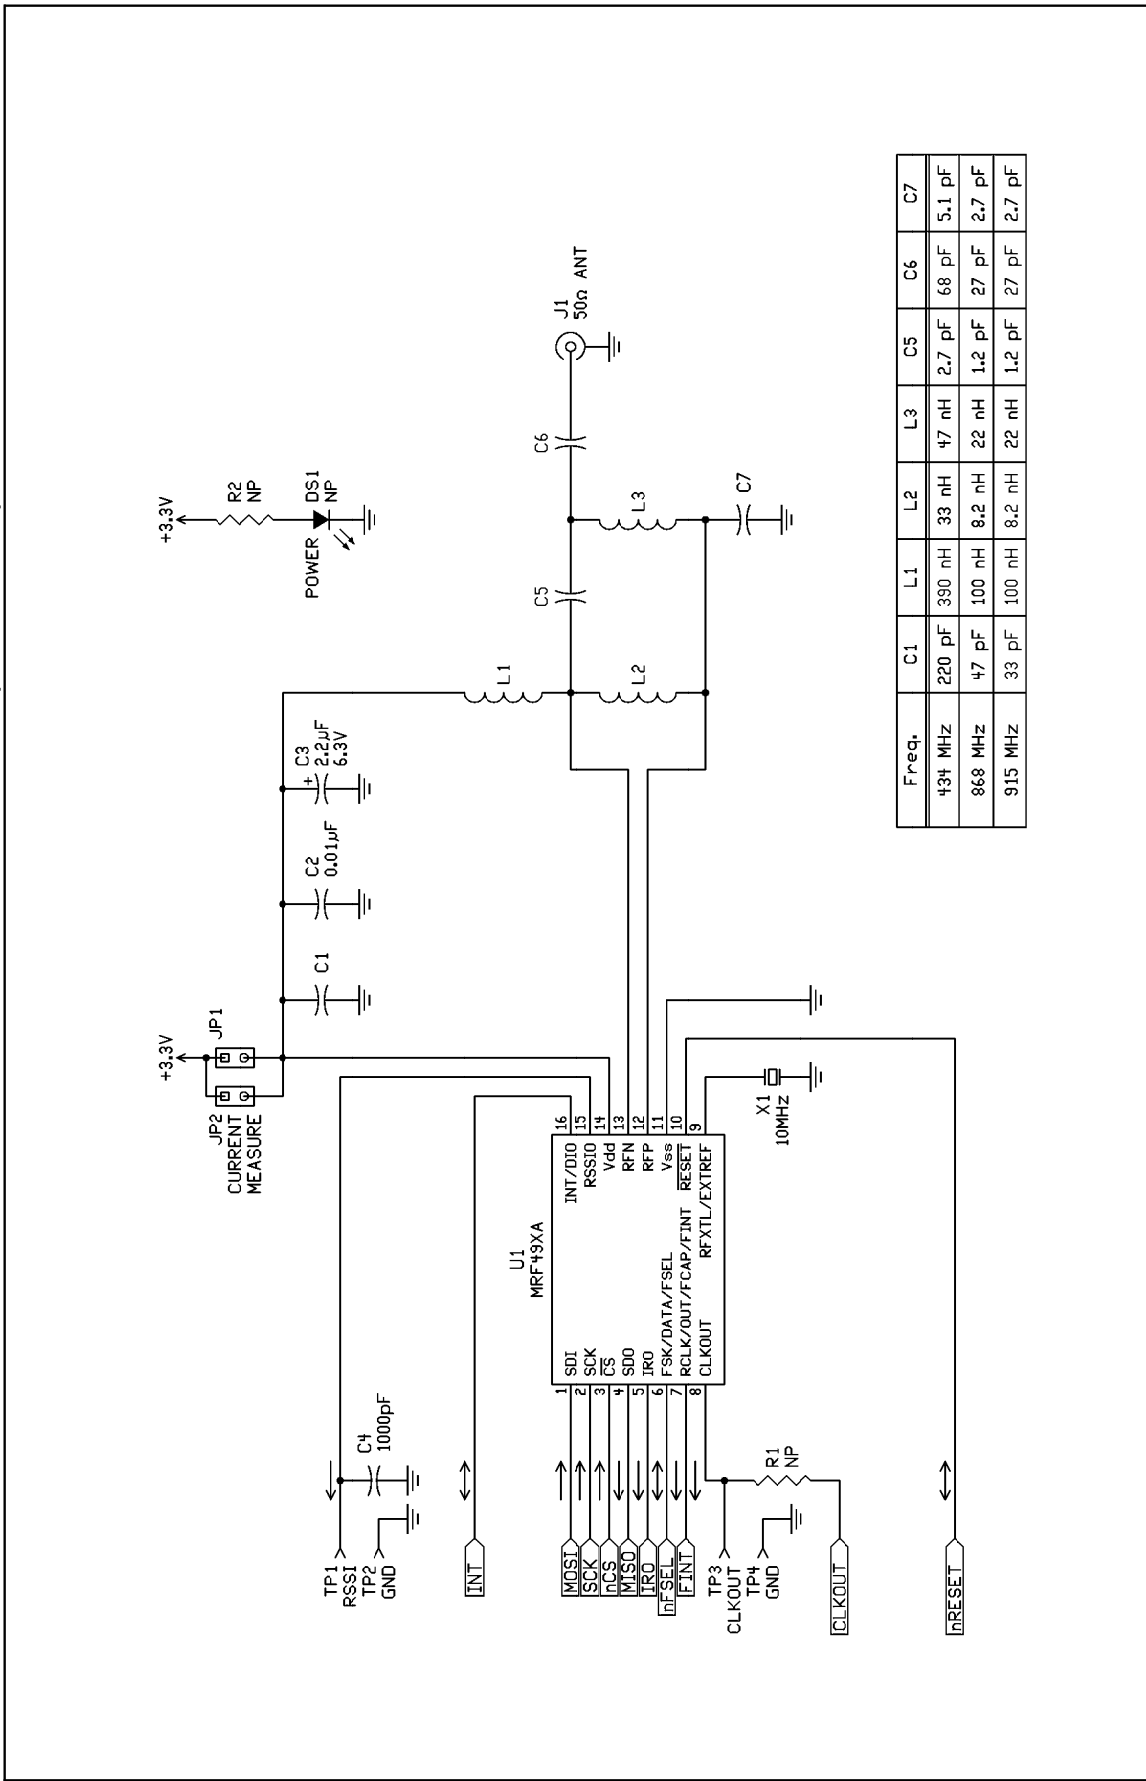 +3.3V
JP2
CURRENT
MEASURE
JP1
C1
C2
0.01µF
C3
+
2.2µF
6.3V
+3.3V
R2
NP
POWER
DS1
NP
L1
C5
C6
J1
50Ω ANT
L2
L3
C7
TP1
RSSI
TP2
GND
C4
1000pF
INT
MOSI
SCK
nCS
MISO
IRO
nFSEL
FINT
TP3
CLKOUT
TP4
GND
R1
NP
CLKOUT
nRESET
U1
MRF49XA
1 SDI
2 SCK
3 CS
4 SDO
5 IRO
6 FSK/DATA/FSEL
7 RCLK/OUT/FCAP/FINT
8 CLKOUT
INT/DIO 16
RSSIO 15
Vdd 14
RFN 13
RFP 12
Vss 11
RESET 10
RFXTL/EXTREF 9
X1
10MHz
Freq. C1 L1 L2 L3 C5 C6 C7
434 MHz 220 pF 390 nH 33 nH 47 nH 2.7 pF 68 pF 5.1 pF
868 MHz 47 pF 100 nH 8.2 nH 22 nH 1.2 pF 27 pF 2.7 pF
915 MHz 33 pF 100 nH 8.2 nH 22 nH 1.2 pF 27 pF 2.7 pF